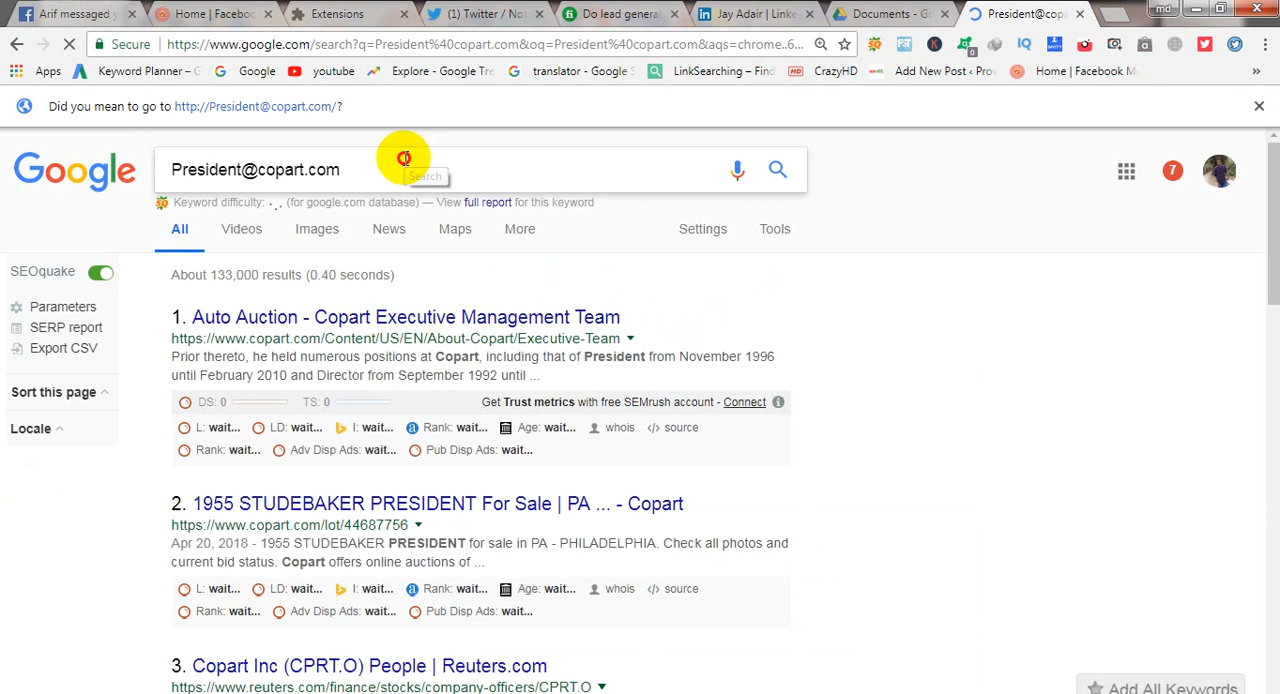 Arif messaged y
Home | Faceboo
Extensions
(1) Twitter / Not
Do lead general
Jay Adair | Linke
Documents - Goo
President@copa
md
Secure
https://www.google.com/search?q=President%40copart.com&oq=President%40copart.com&aqs=chrome..6...
Apps
Keyword Planner – G
Google
youtube
Explore - Google Tre
translator - Google S
LinkSearching – Find
CrazyHD
Add New Post ‹ Prov
Home | Facebook M
»
Did you mean to go to http://President@copart.com/?
Google
President@copart.com
Search
7
Keyword difficulty: (for google.com database) — View full report for this keyword
All
Videos
Images
News
Maps
More
Settings
Tools
SEOquake
Parameters
SERP report
Export CSV
Sort this page
Locale
About 133,000 results (0.40 seconds)
1. Auto Auction - Copart Executive Management Team
https://www.copart.com/Content/US/EN/About-Copart/Executive-Team
Prior thereto, he held numerous positions at Copart, including that of President from November 1996
until February 2010 and Director from September 1992 until ...
DS: 0 TS: 0 Get Trust metrics with free SEMrush account - Connect
L: wait... LD: wait... I: wait... Rank: wait... Age: wait... whois source
Rank: wait... Adv Disp Ads: wait... Pub Disp Ads: wait...
2. 1955 STUDEBAKER PRESIDENT For Sale | PA ... - Copart
https://www.copart.com/lot/44687756
Apr 20, 2018 - 1955 STUDEBAKER PRESIDENT for sale in PA - PHILADELPHIA. Check all photos and
current bid status. Copart offers online auctions of ...
L: wait... LD: wait... I: wait... Rank: wait... Age: wait... whois source
Rank: wait... Adv Disp Ads: wait... Pub Disp Ads: wait...
3. Copart Inc (CPRT.O) People | Reuters.com
https://www.reuters.com/finance/stocks/company-officers/CPRT.O
Add All Keywords